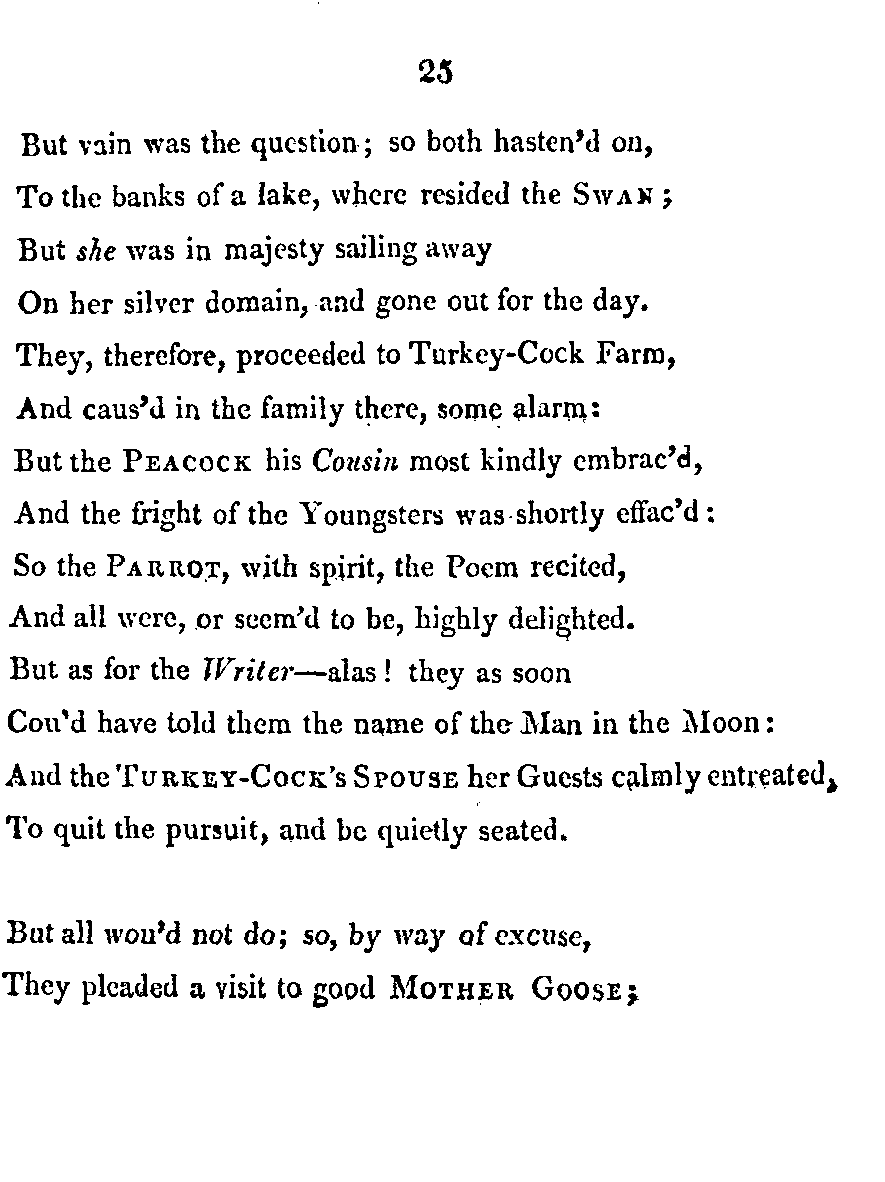 25
But vain was the question; so both hasten'd on,
To the banks of a lake, where resided the SWAN;
But she was in majesty sailing away
On her silver domain, and gone out for the day.
They, therefore, proceeded to Turkey-Cock Farm,
And caus'd in the family there, some alarm:
But the PEACOCK his Cousin most kindly embrac'd,
And the fright of the Youngsters was shortly effac'd:
So the PARROT, with spirit, the Poem recited,
And all were, or seem'd to be, highly delighted.
But as for the Writer—alas! they as soon
Cou'd have told them the name of the Man in the Moon:
And the TURKEY-COCK'S SPOUSE her Guests calmly entreated,
To quit the pursuit, and be quietly seated.
But all wou'd not do; so, by way of excuse,
They pleaded a visit to good MOTHER GOOSE;